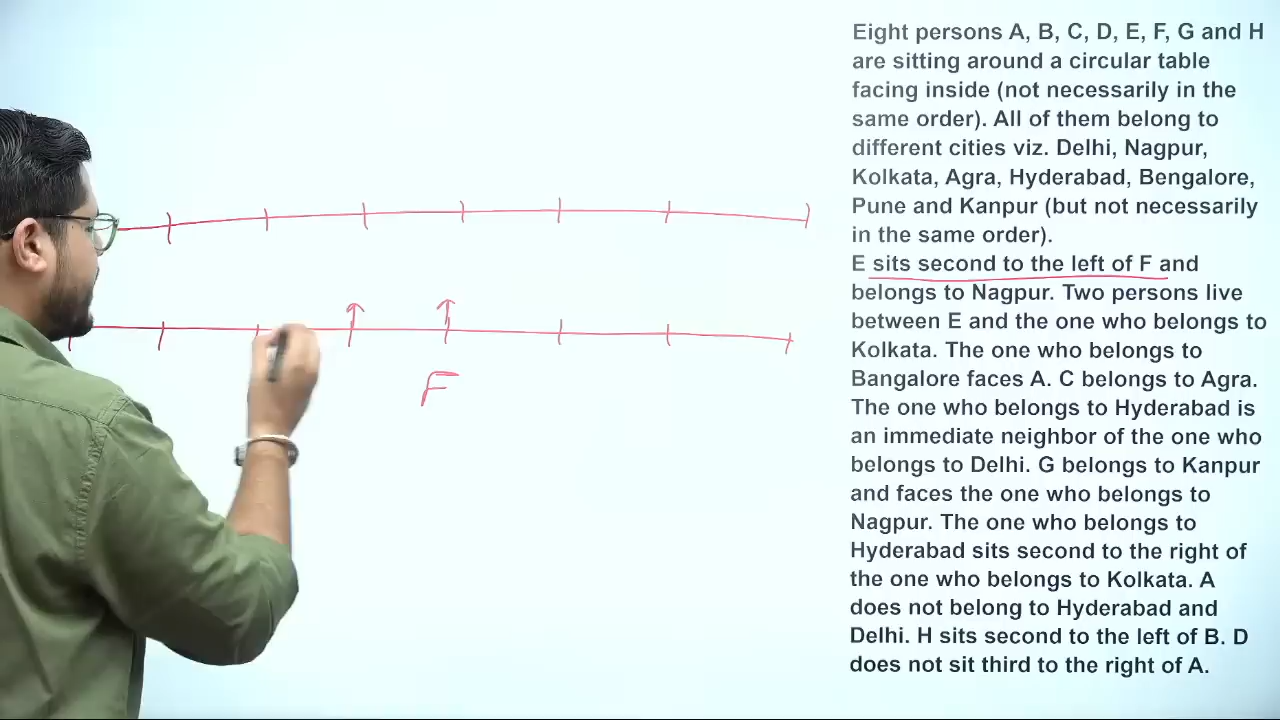 Eight persons A, B, C, D, E, F, G and H
are sitting around a circular table
facing inside (not necessarily in the
same order). All of them belong to
different cities viz. Delhi, Nagpur,
Kolkata, Agra, Hyderabad, Bengalore,
Pune and Kanpur (but not necessarily
in the same order).
E sits second to the left of F and
belongs to Nagpur. Two persons live
between E and the one who belongs to
Kolkata. The one who belongs to
Bangalore faces A. C belongs to Agra.
The one who belongs to Hyderabad is
an immediate neighbor of the one who
belongs to Delhi. G belongs to Kanpur
and faces the one who belongs to
Nagpur. The one who belongs to
Hyderabad sits second to the right of
the one who belongs to Kolkata. A
does not belong to Hyderabad and
Delhi. H sits second to the left of B. D
does not sit third to the right of A.
F